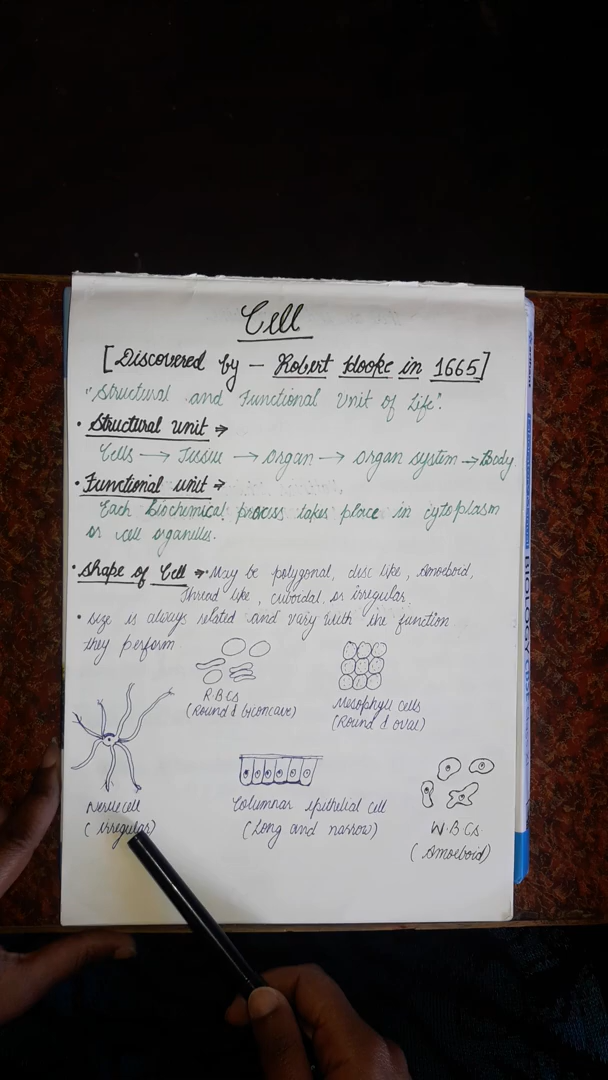 Cell
[Discovered by - Robert Hooke in 1665]
"Structural and Functional Unit of Life".
• Structural unit ⇒
Cells → Tissue → Organ → Organ system → Body
• Functional unit ⇒
Each biochemical process takes place in cytoplasm
or cell organelles.
• Shape of Cell ⇒ • May be polygonal, disc like, Amoeboid,
Thread like, cuboidal, or irregular.
• Size is always related and vary with the function
they perform
R.B.Cs
(Round & biconcave)
Mesophyll cells
(Round & oval)
Nerve cell
(irregular)
Columnar epithelial cell
(Long and narrow)
W.B.Cs
(Amoeboid)
BIOLOGY